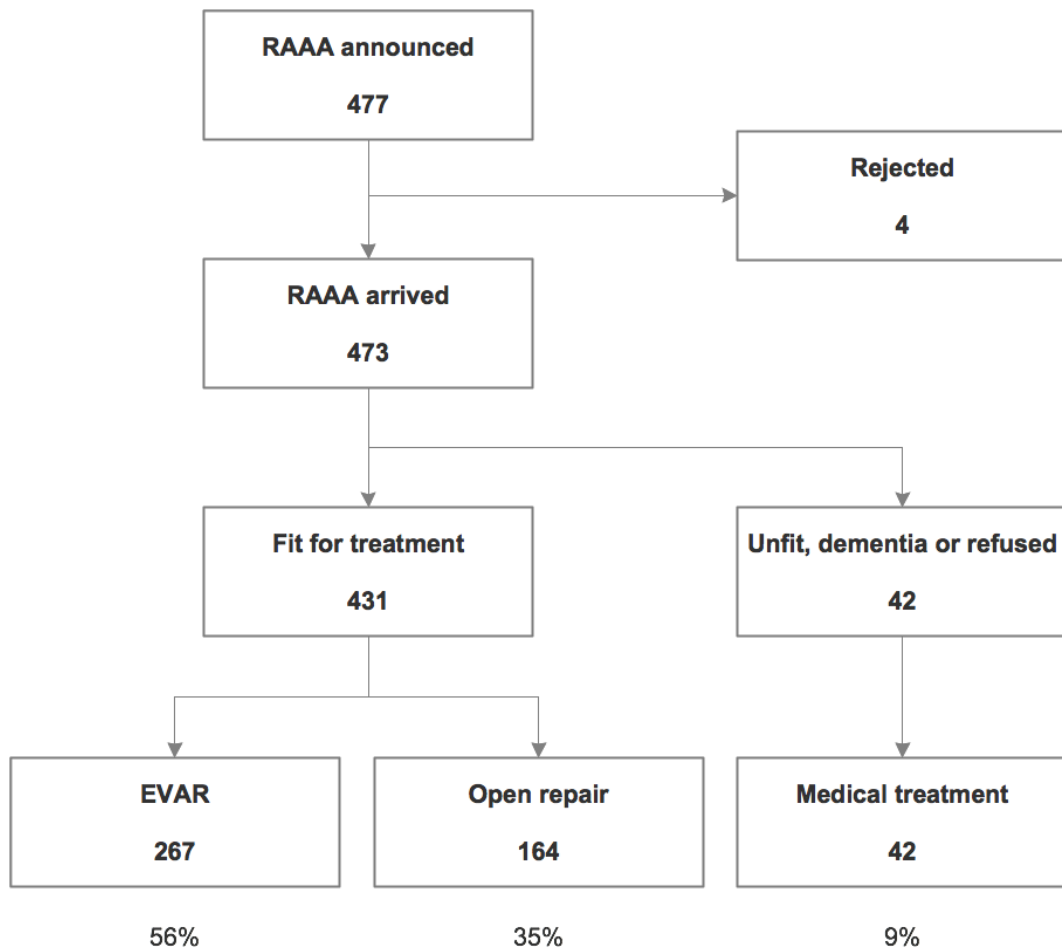 RAAA announced
477
Rejected
4
RAAA arrived
473
Fit for treatment
431
Unfit, dementia or refused
42
EVAR
267
Open repair
164
Medical treatment
42
56%
35%
9%